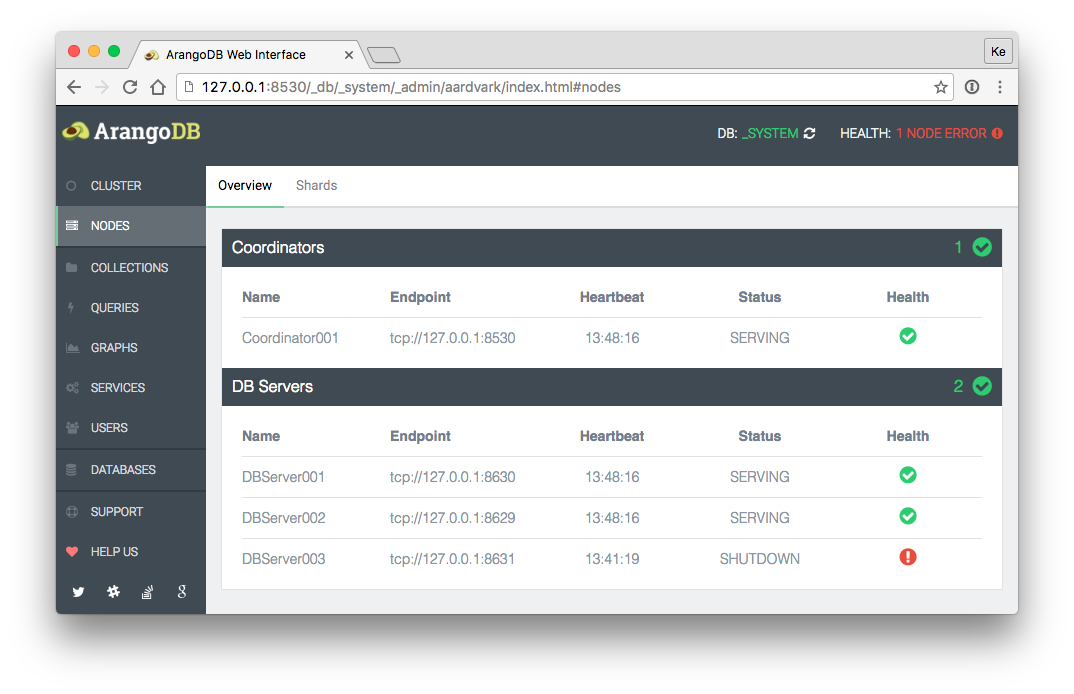 ArangoDB Web Interface
Ke
127.0.0.1:8530/_db/_system/_admin/aardvark/index.html#nodes
ArangoDB
DB: _SYSTEM
HEALTH: 1 NODE ERROR
CLUSTER
NODES
COLLECTIONS
QUERIES
GRAPHS
SERVICES
USERS
DATABASES
SUPPORT
HELP US
Overview Shards
Coordinators 1
Name Endpoint Heartbeat Status Health
Coordinator001 tcp://127.0.0.1:8530 13:48:16 SERVING
DB Servers 2
Name Endpoint Heartbeat Status Health
DBServer001 tcp://127.0.0.1:8630 13:48:16 SERVING
DBServer002 tcp://127.0.0.1:8629 13:48:16 SERVING
DBServer003 tcp://127.0.0.1:8631 13:41:19 SHUTDOWN